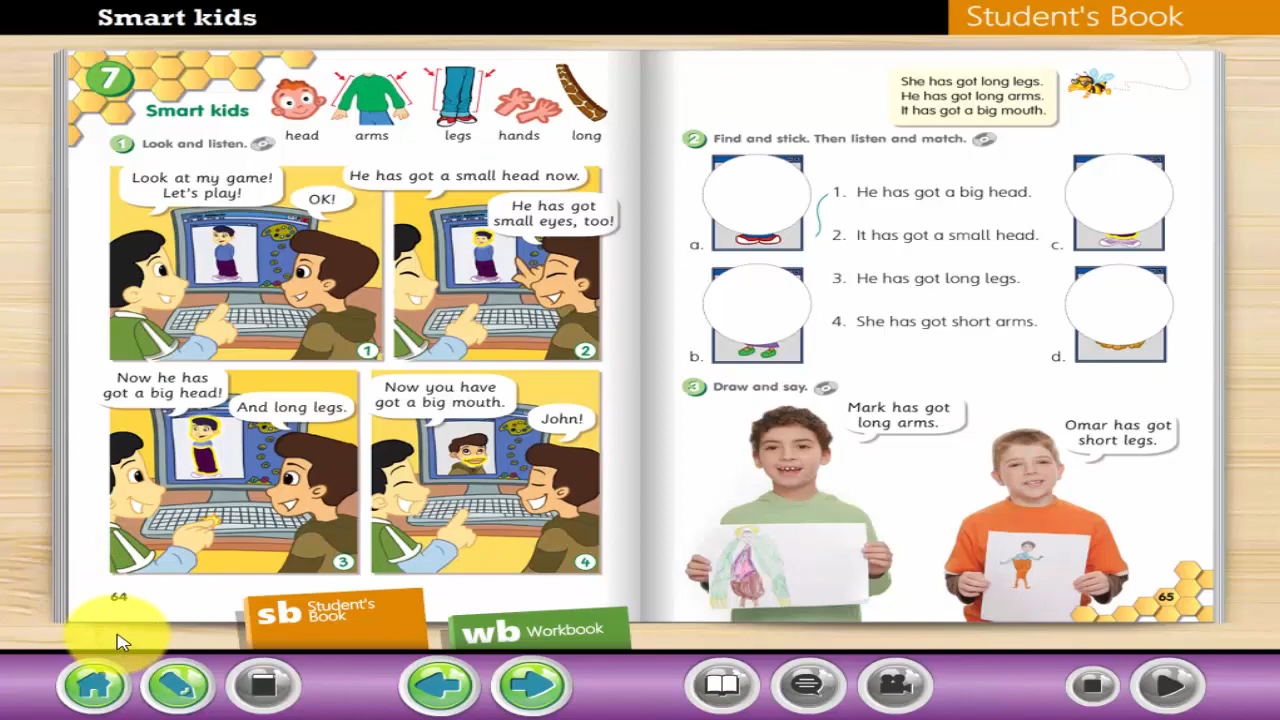 Smart kids
Student's Book
7
Smart kids
head
arms
legs
hands
long
1 Look and listen.
Look at my game!
Let's play!
OK!
1
He has got a small head now.
He has got
small eyes, too!
2
Now he has
got a big head!
And long legs.
3
Now you have
got a big mouth.
John!
4
64
She has got long legs.
He has got long arms.
It has got a big mouth.
2 Find and stick. Then listen and match.
a.
b.
1. He has got a big head.
2. It has got a small head.
3. He has got long legs.
4. She has got short arms.
c.
d.
3 Draw and say.
Mark has got
long arms.
Omar has got
short legs.
65
sb Student's
Book
wb Workbook